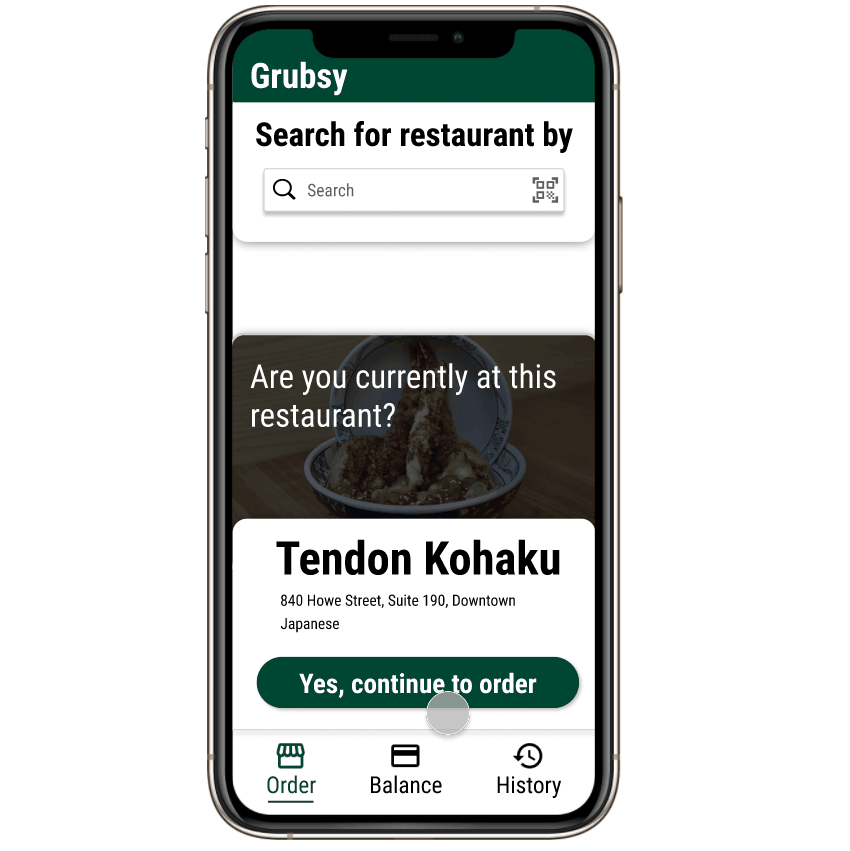 Grubsy
Search for restaurant by
Search
Are you currently at this
restaurant?
Tendon Kohaku
840 Howe Street, Suite 190, Downtown
Japanese
Yes, continue to order
Order
Balance
History